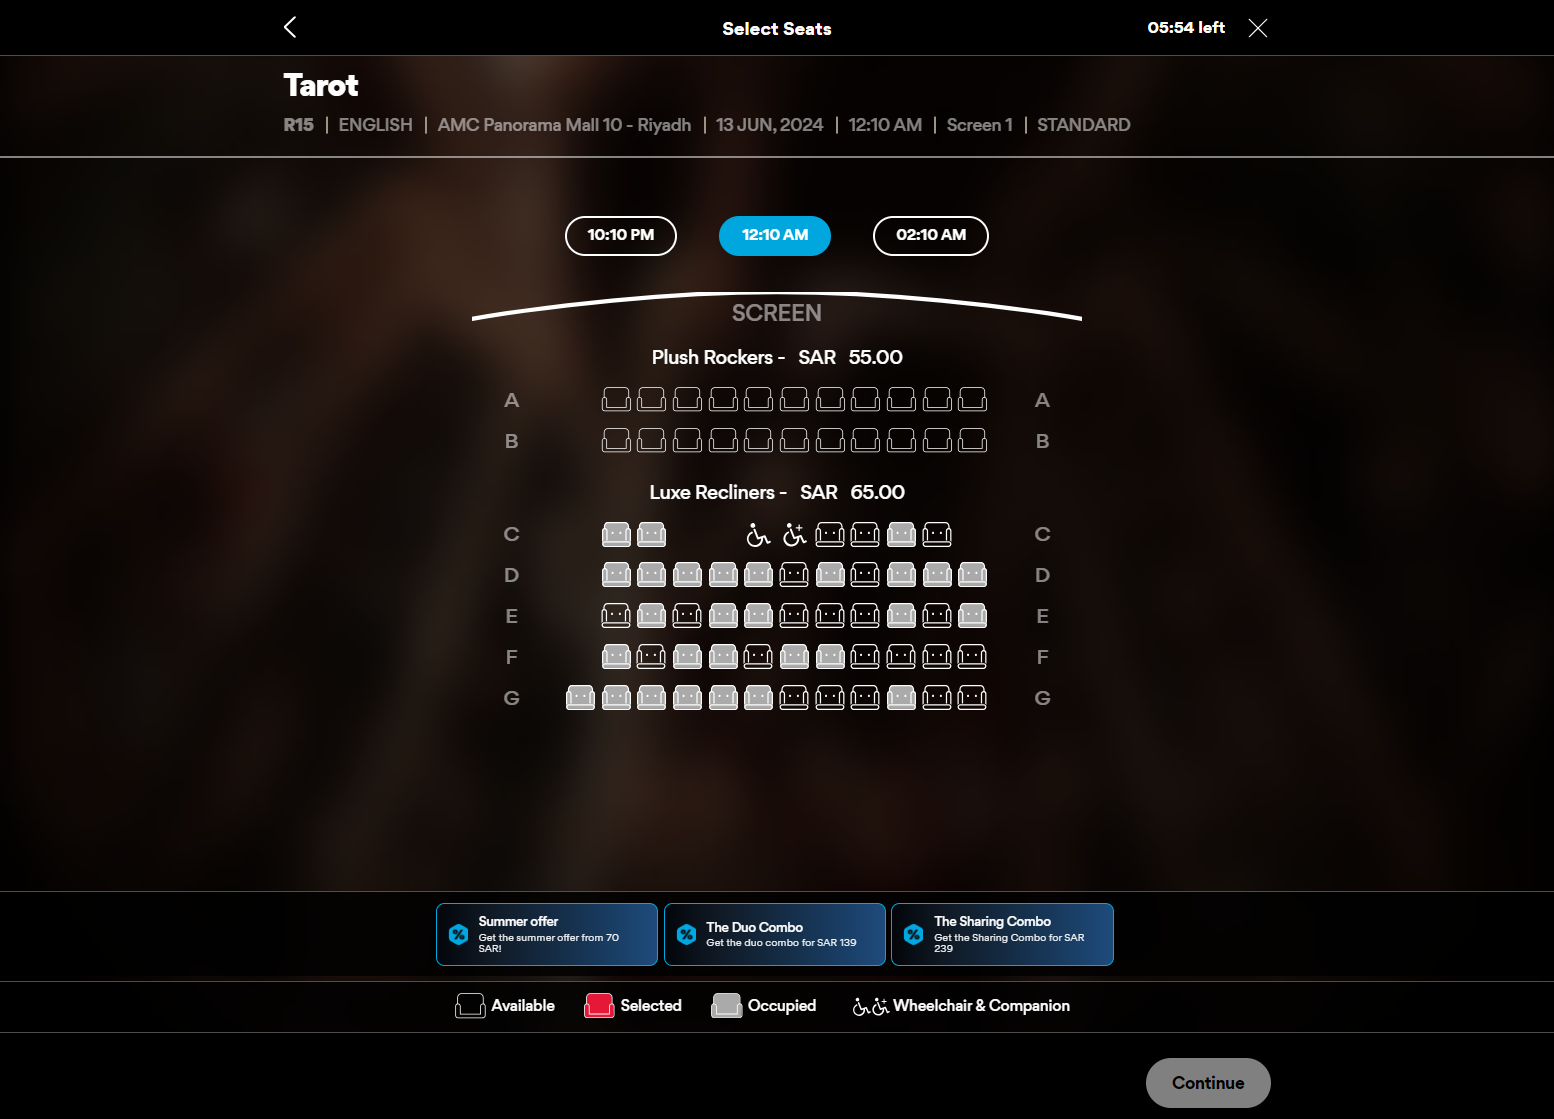 Select Seats
05:54 left
Tarot
R15 | ENGLISH | AMC Panorama Mall 10 - Riyadh | 13 JUN, 2024 | 12:10 AM | Screen 1 | STANDARD
10:10 PM
12:10 AM
02:10 AM
SCREEN
Plush Rockers - SAR 55.00
A A
B B
Luxe Recliners - SAR 65.00
C C
D D
E E
F F
G G
Summer offer
Get the summer offer from 70
SAR!
The Duo Combo
Get the duo combo for SAR 139
The Sharing Combo
Get the Sharing Combo for SAR
239
Available
Selected
Occupied
Wheelchair & Companion
Continue